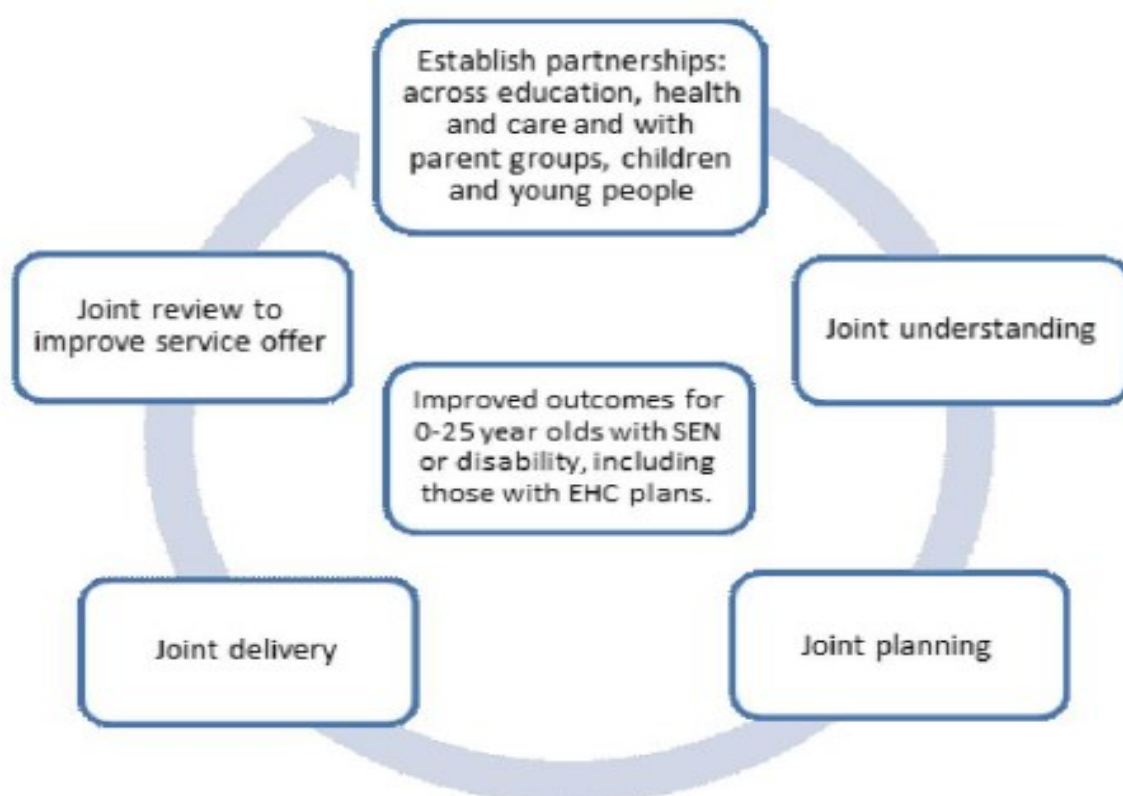 Establish partnerships:
across education, health
and care and with
parent groups, children
and young people
Joint understanding
Joint planning
Joint delivery
Joint review to
improve service offer
Improved outcomes for
0-25 year olds with SEN
or disability, including
those with EHC plans.